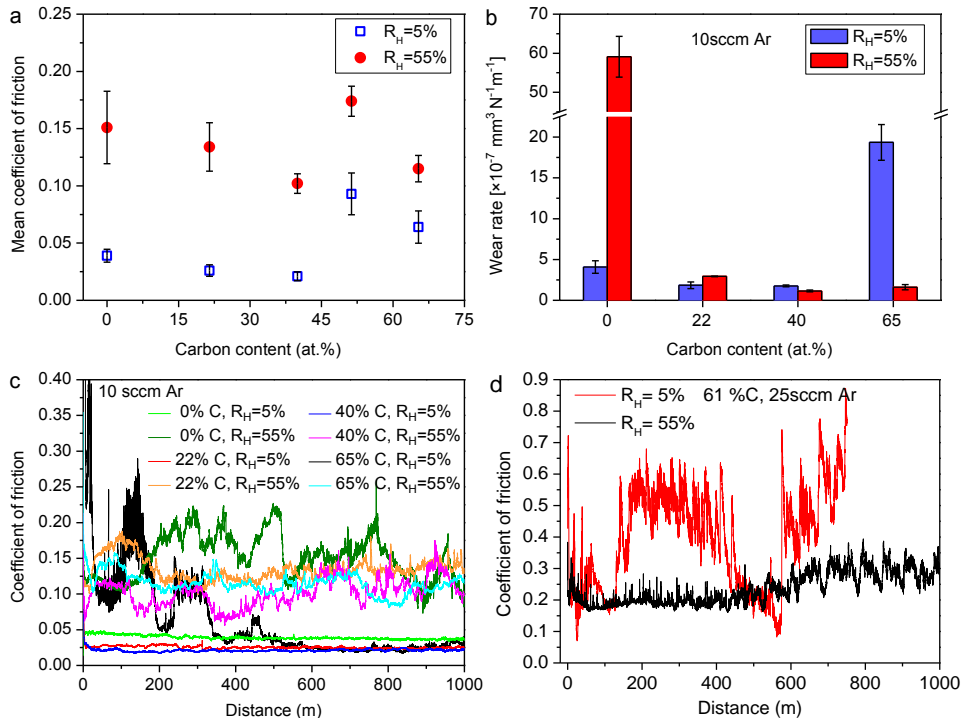 a
0.25
0.20
0.15
0.10
0.05
0.00
Mean coefficient of friction
R_H=5%
R_H=55%
0 15 30 45 60 75
Carbon content (at.%)
b
70
60
50
20
15
10
5
0
Wear rate [×10⁻⁷ mm³ N⁻¹m⁻¹]
10sccm Ar
R_H=5%
R_H=55%
0 22 40 65
Carbon content (at.%)
c
0.40
0.35
0.30
0.25
0.20
0.15
0.10
0.05
0.00
Coefficient of friction
10 sccm Ar
0% C, R_H=5% 40% C, R_H=5%
0% C, R_H=55% 40% C, R_H=55%
22% C, R_H=5% 65% C, R_H=5%
22% C, R_H=55% 65% C, R_H=55%
0 200 400 600 800 1000
Distance (m)
d
0.9
0.8
0.7
0.6
0.5
0.4
0.3
0.2
0.1
0.0
Coefficient of friction
R_H= 5% 61 %C, 25sccm Ar
R_H= 55%
0 200 400 600 800 1000
Distance (m)